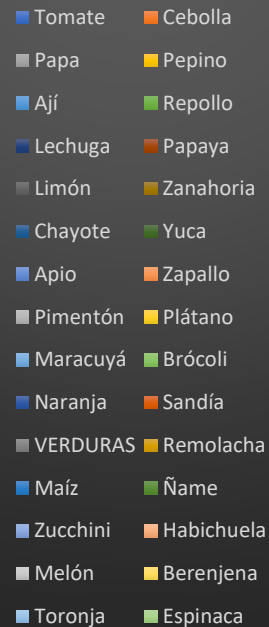 Tomate Cebolla
Papa Pepino
Ají Repollo
Lechuga Papaya
Limón Zanahoria
Chayote Yuca
Apio Zapallo
Pimentón Plátano
Maracuyá Brócoli
Naranja Sandía
VERDURAS Remolacha
Maíz Ñame
Zucchini Habichuela
Melón Berenjena
Toronja Espinaca